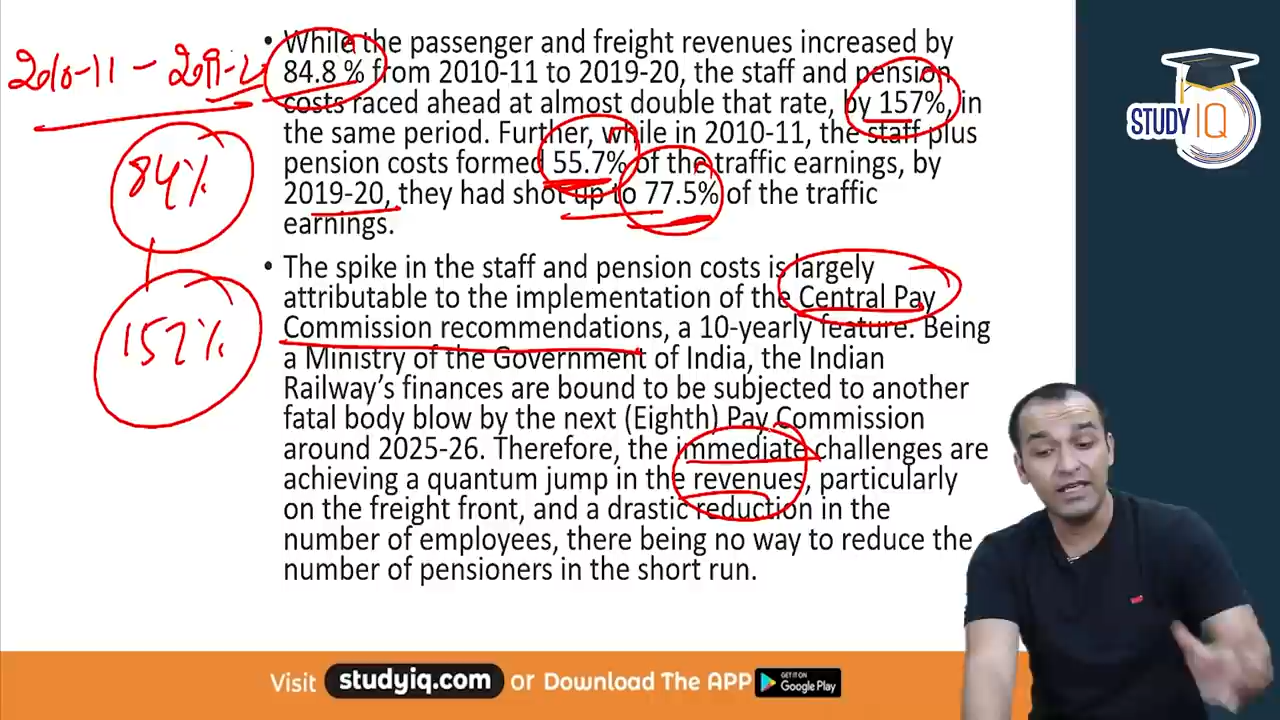 2010-11 - 2019-2
84%
157%
• While the passenger and freight revenues increased by
84.8 % from 2010-11 to 2019-20, the staff and pension
costs raced ahead at almost double that rate, by 157%, in
the same period. Further, while in 2010-11, the staff plus
pension costs formed 55.7% of the traffic earnings, by
2019-20, they had shot up to 77.5% of the traffic
earnings.
• The spike in the staff and pension costs is largely
attributable to the implementation of the Central Pay
Commission recommendations, a 10-yearly feature. Being
a Ministry of the Government of India, the Indian
Railway’s finances are bound to be subjected to another
fatal body blow by the next (Eighth) Pay Commission
around 2025-26. Therefore, the immediate challenges are
achieving a quantum jump in the revenues, particularly
on the freight front, and a drastic reduction in the
number of employees, there being no way to reduce the
number of pensioners in the short run.
STUDY IQ
Visit studyiq.com or Download The APP GET IT ON Google Play